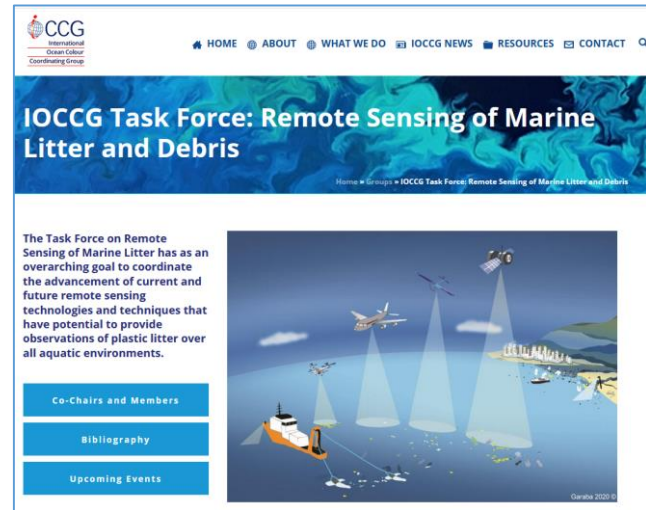 CCG
International
Ocean Colour
Coordinating Group
HOME ABOUT WHAT WE DO IOCCG NEWS RESOURCES CONTACT
IOCCG Task Force: Remote Sensing of Marine
Litter and Debris
Home » Groups » IOCCG Task Force: Remote Sensing of Marine Litter and Debris
The Task Force on Remote
Sensing of Marine Litter has as an
overarching goal to coordinate
the advancement of current and
future remote sensing
technologies and techniques that
have potential to provide
observations of plastic litter over
all aquatic environments.
Co-Chairs and Members
Bibliography
Upcoming Events
Garaba 2020 ©